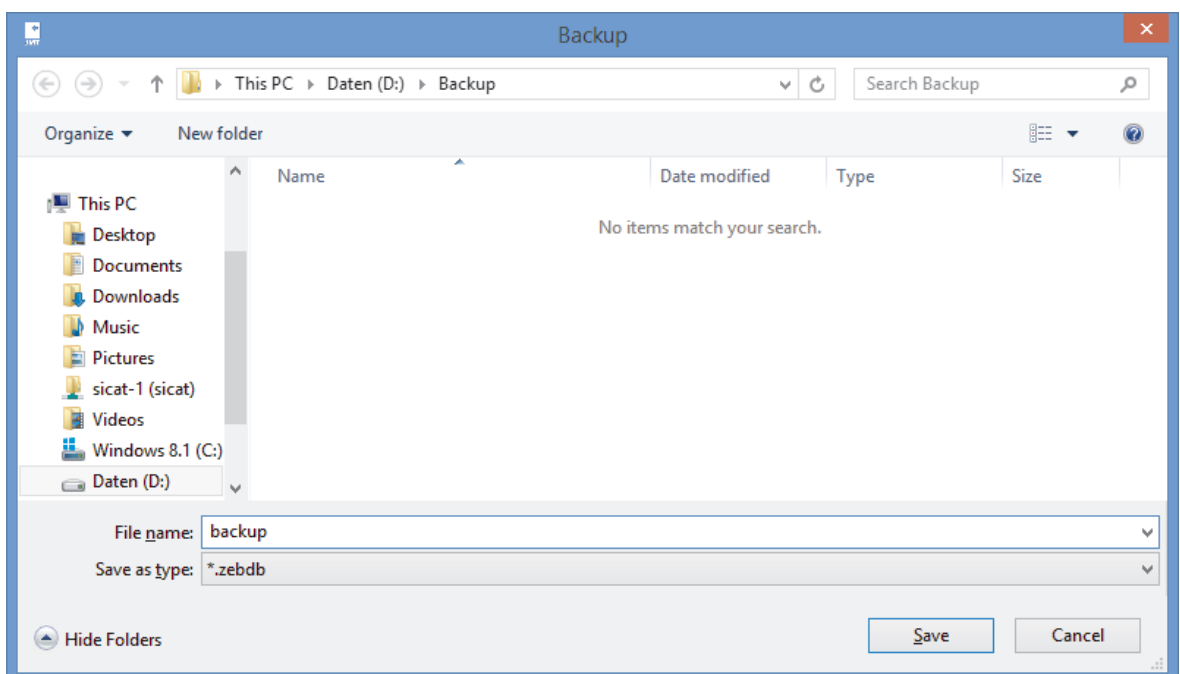 Backup
This PC Daten (D:) Backup Search Backup
Organize New folder
Name Date modified Type Size
No items match your search.
This PC
Desktop
Documents
Downloads
Music
Pictures
sicat-1 (sicat)
Videos
Windows 8.1 (C:)
Daten (D:)
File name: backup
Save as type: *.zebdb
Hide Folders Save Cancel